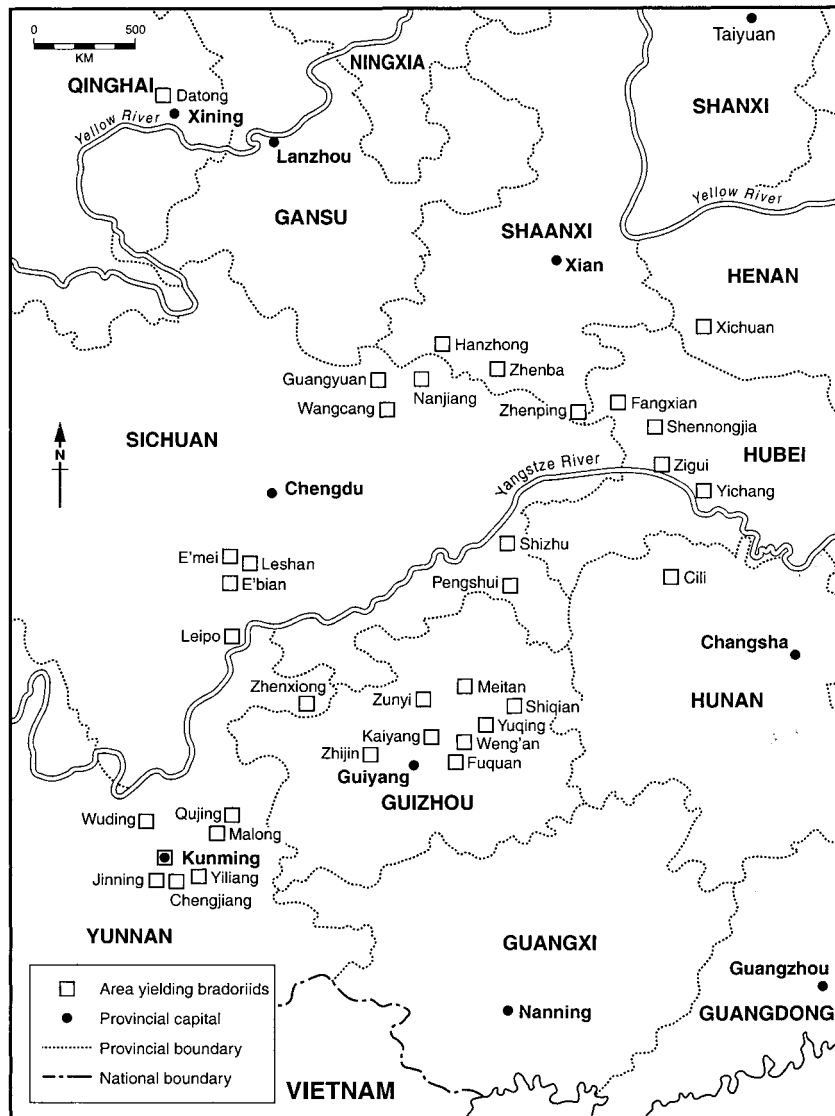 0 500
KM
Taiyuan
NINGXIA
QINGHAI
Datong
SHANXI
Xining
Yellow River
Lanzhou
Yellow River
GANSU
SHAANXI
Xian
HENAN
Xichuan
Hanzhong
Zhenba
Guangyuan
Nanjiang
Wangcang
Zhenping
Fangxian
Shennongjia
SICHUAN
HUBEI
N
Yangstze River
Zigui
Chengdu
Yichang
Shizhu
E'mei
Leshan
E'bian
Pengshui
Cili
Leipo
Changsha
Zhenxiong
Zunyi
Meitan
Shiqian
HUNAN
Yuqing
Kaiyang
Weng'an
Zhijin
Fuquan
Guiyang
GUIZHOU
Qujing
Wuding
Malong
Kunming
Jinning
Yiliang
Chengjiang
YUNNAN
GUANGXI
Guangzhou
GUANGDONG
Nanning
Area yielding bradoriids
Provincial capital
Provincial boundary
National boundary
VIETNAM